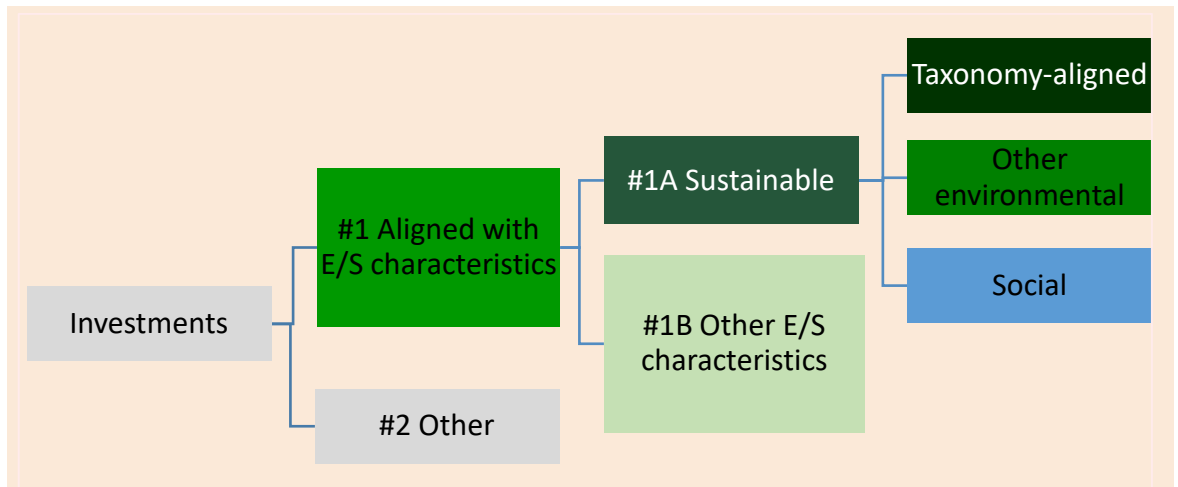 Investments
#1 Aligned with
E/S characteristics
#2 Other
#1A Sustainable
#1B Other E/S
characteristics
Taxonomy-aligned
Other
environmental
Social